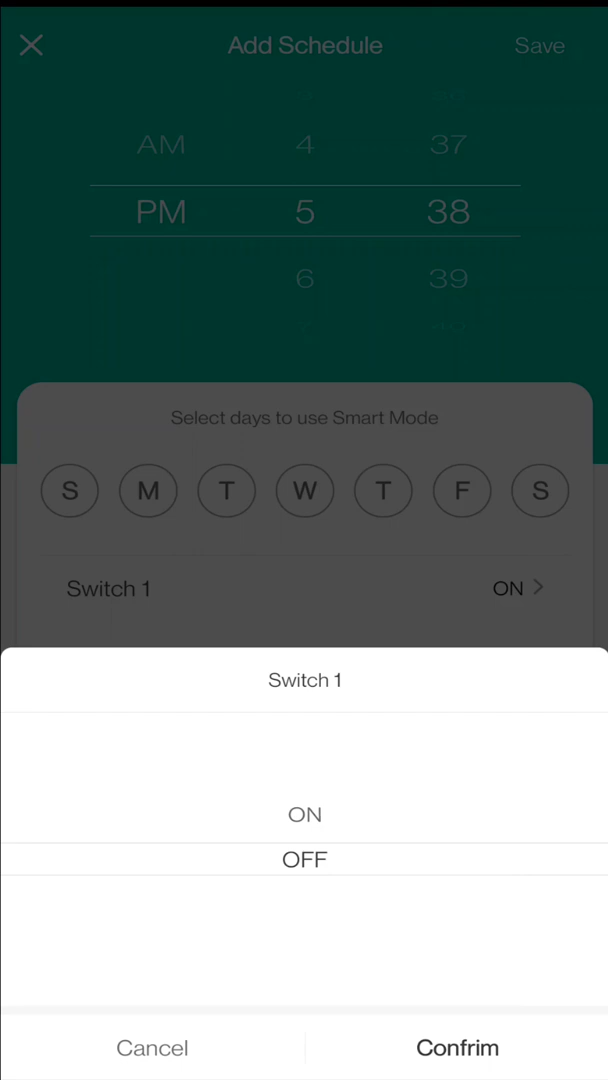 Add Schedule Save
AM 4 37
PM 5 38
6 39
Select days to use Smart Mode
S M T W T F S
Switch 1 ON
Switch 1
ON
OFF
Cancel Confrim